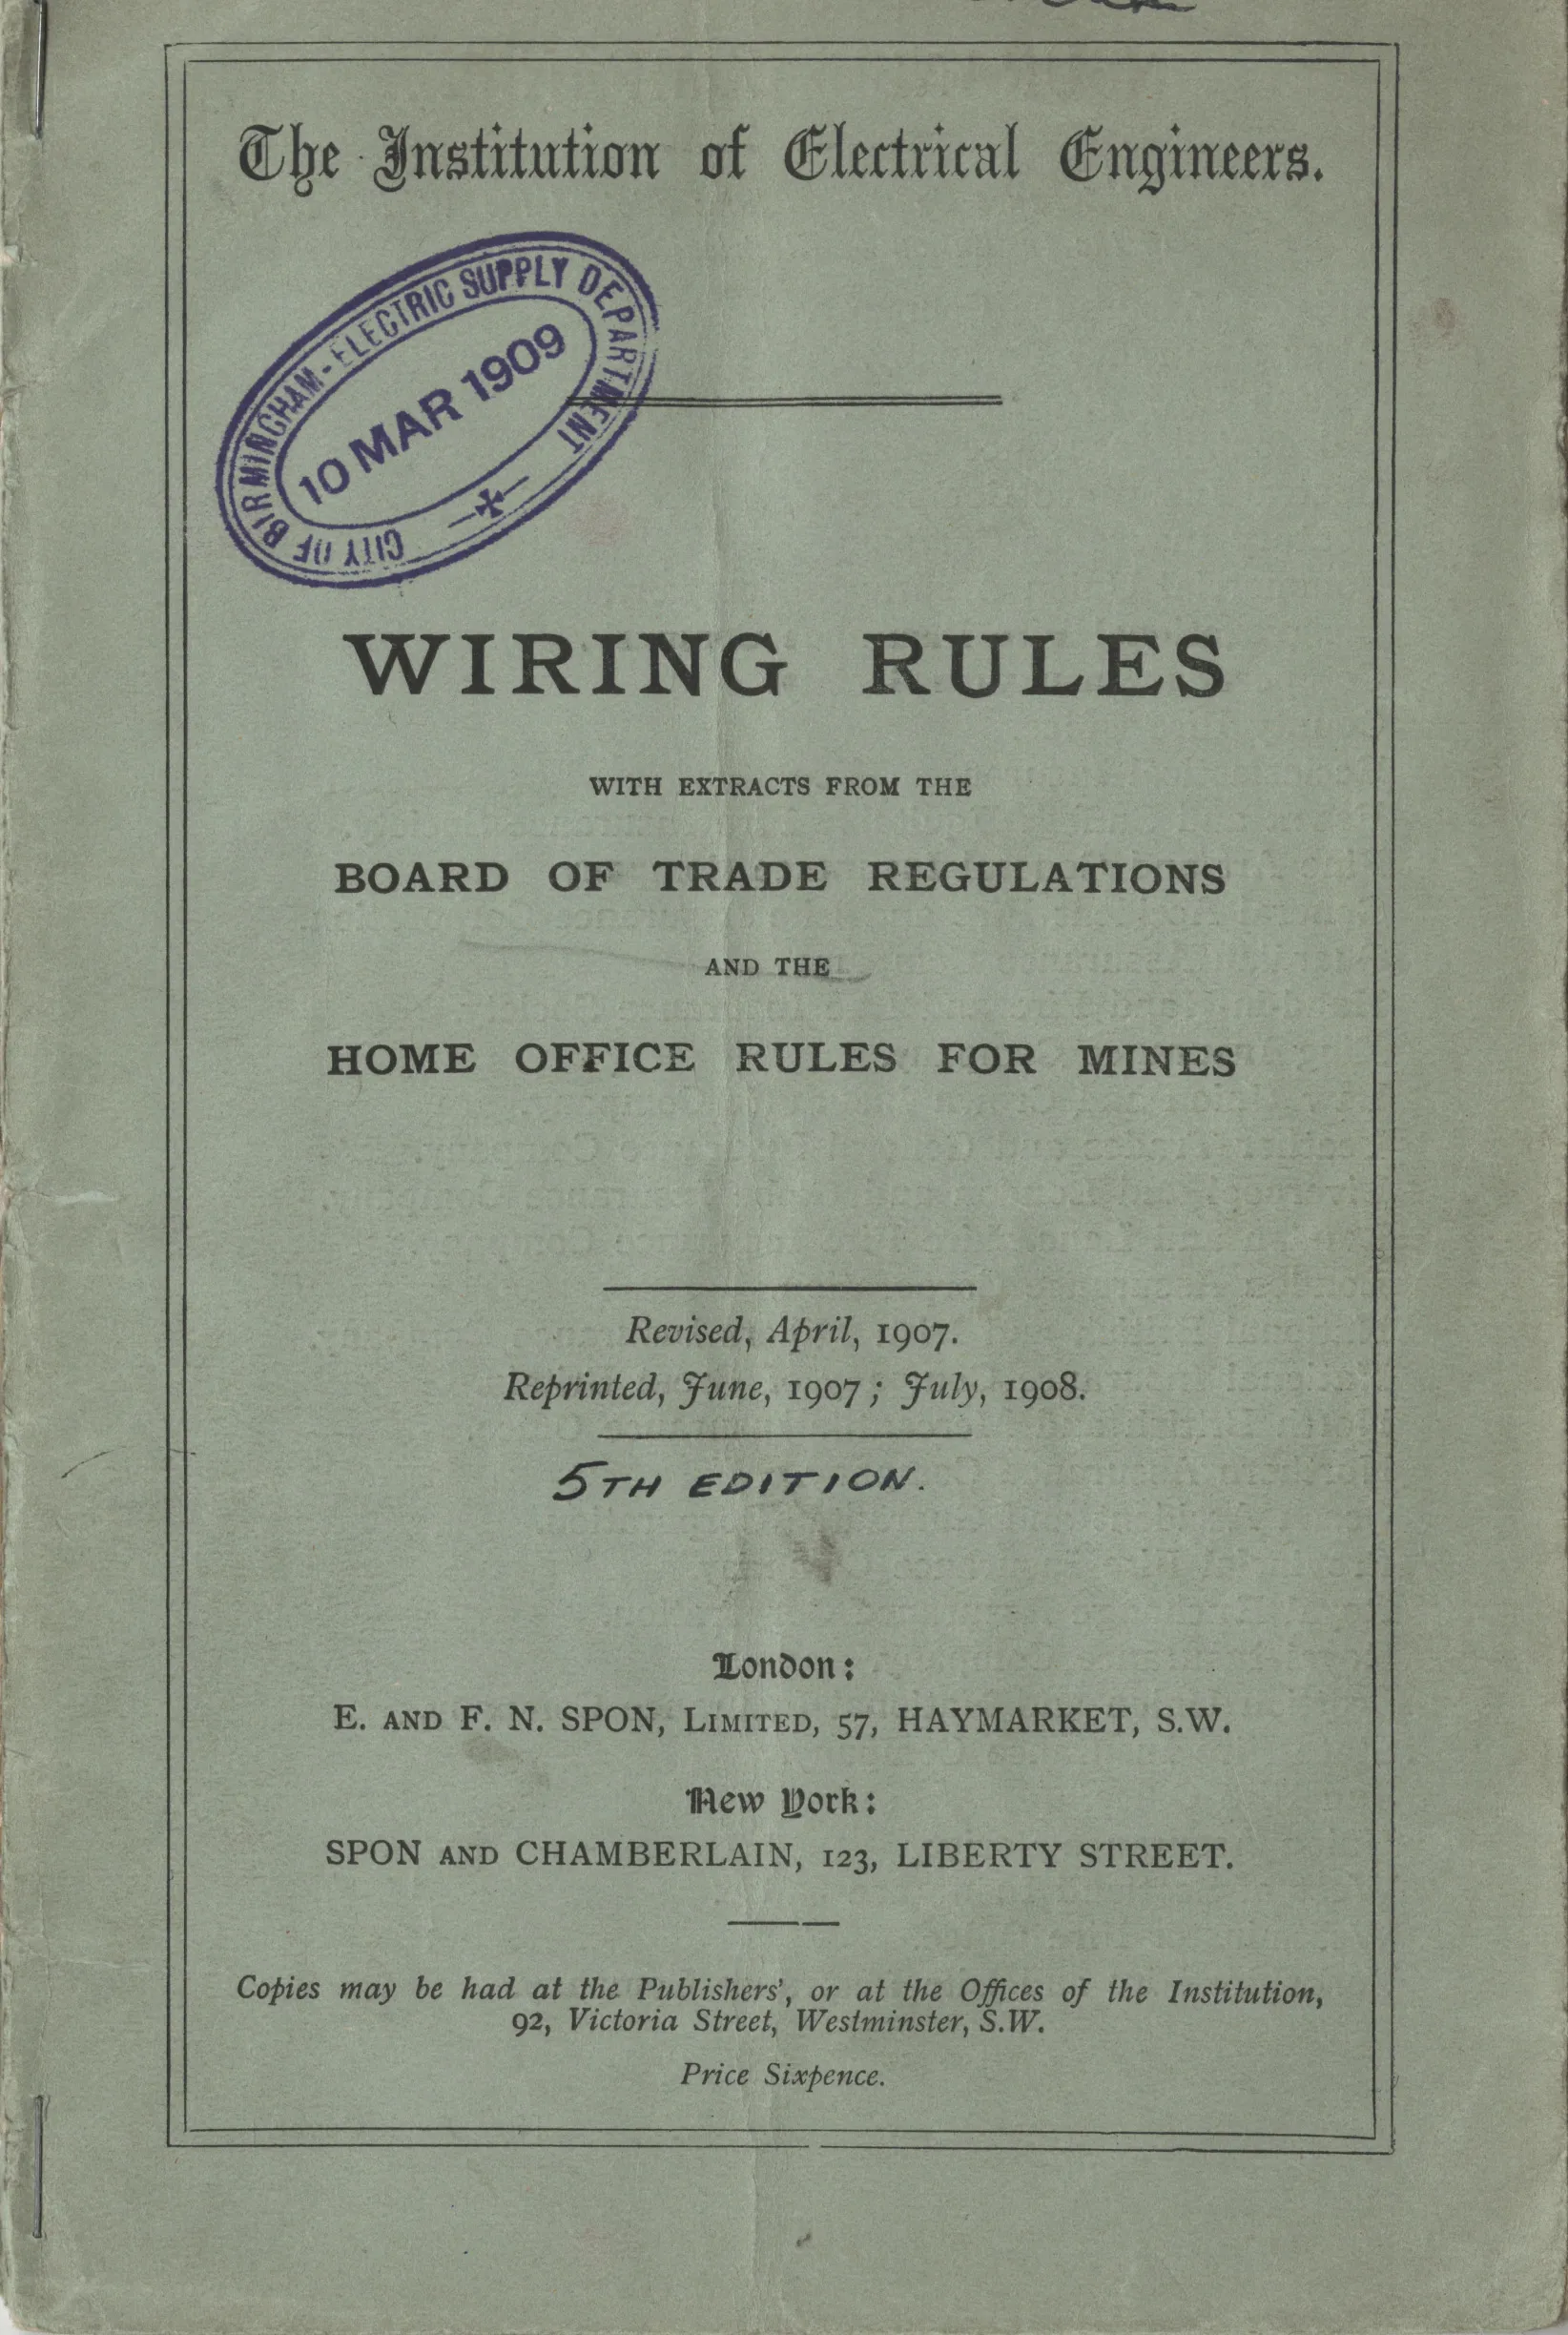 The Institution of Electrical Engineers.
CITY OF BIRMINGHAM - ELECTRIC SUPPLY DEPARTMENT
10 MAR 1909
WIRING RULES
WITH EXTRACTS FROM THE
BOARD OF TRADE REGULATIONS
AND THE
HOME OFFICE RULES FOR MINES
Revised, April, 1907.
Reprinted, June, 1907; July, 1908.
5TH EDITION.
London:
E. AND F. N. SPON, LIMITED, 57, HAYMARKET, S.W.
New York:
SPON AND CHAMBERLAIN, 123, LIBERTY STREET.
Copies may be had at the Publishers', or at the Offices of the Institution,
92, Victoria Street, Westminster, S.W.
Price Sixpence.